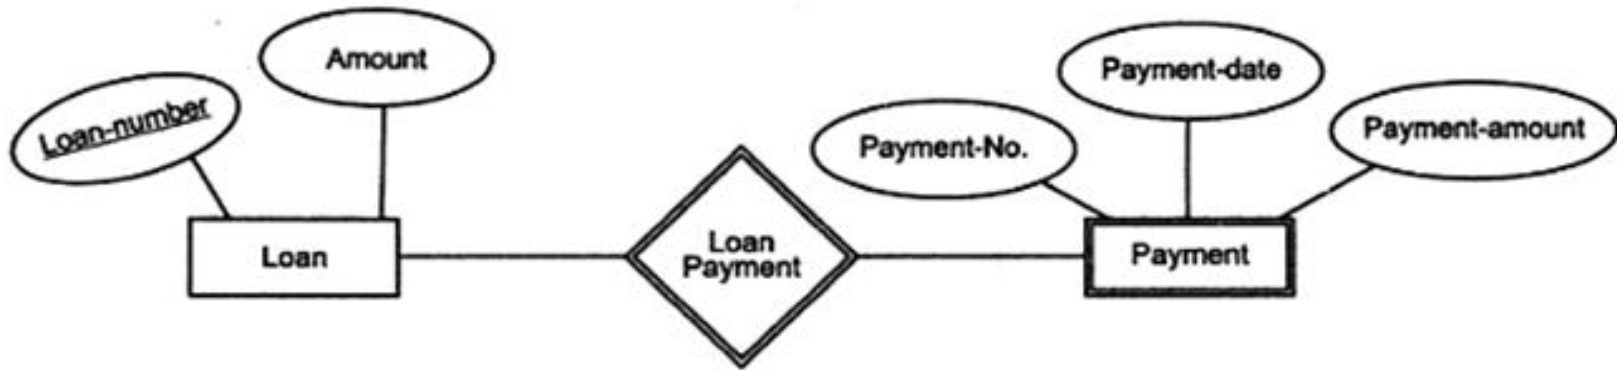 Amount
Loan-number
Payment-date
Payment-No.
Payment-amount
Loan
Loan
Payment
Payment